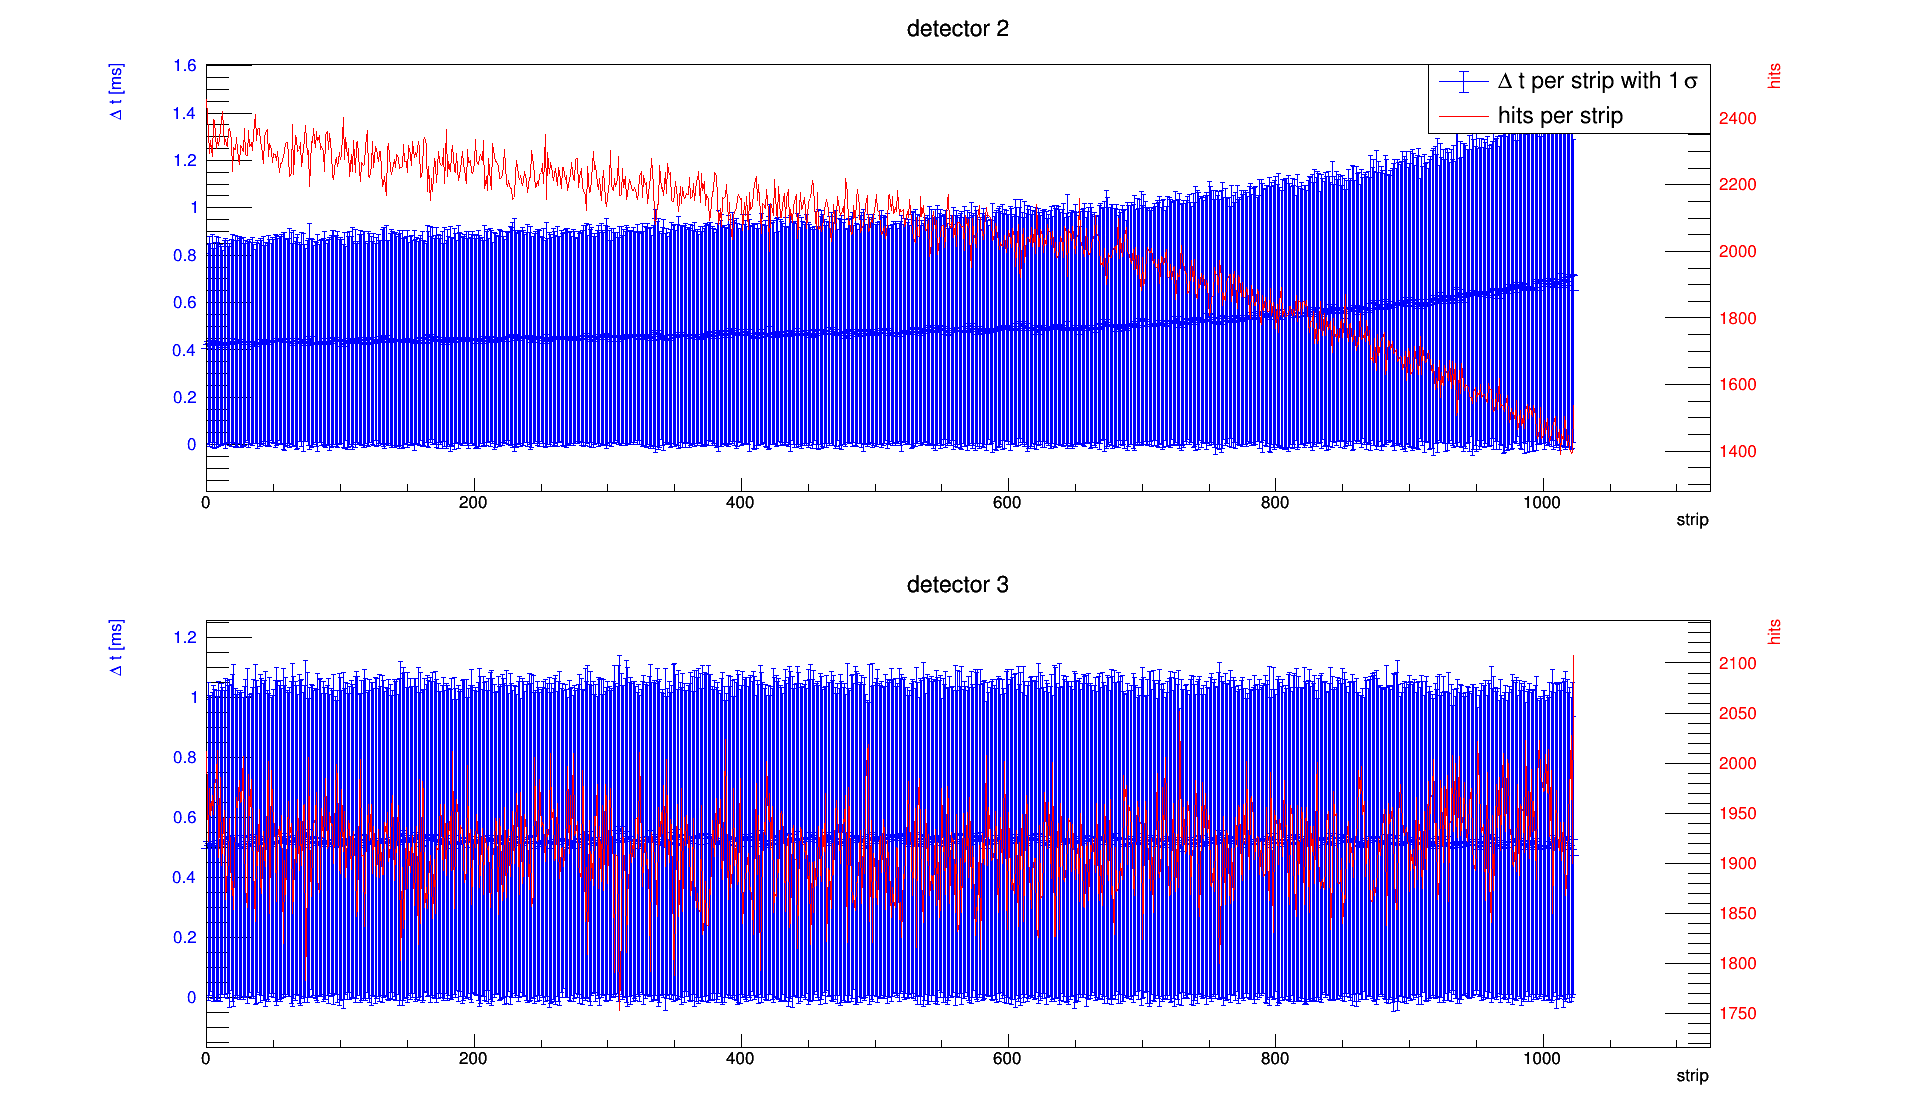 detector 2
Δ t [ms]
hits
1.6
1.4
1.2
1
0.8
0.6
0.4
0.2
0
2400
2200
2000
1800
1600
1400
Δ t per strip with 1 σ
hits per strip
0 200 400 600 800 1000
strip
detector 3
Δ t [ms]
hits
1.2
1
0.8
0.6
0.4
0.2
0
2100
2050
2000
1950
1900
1850
1800
1750
0 200 400 600 800 1000
strip